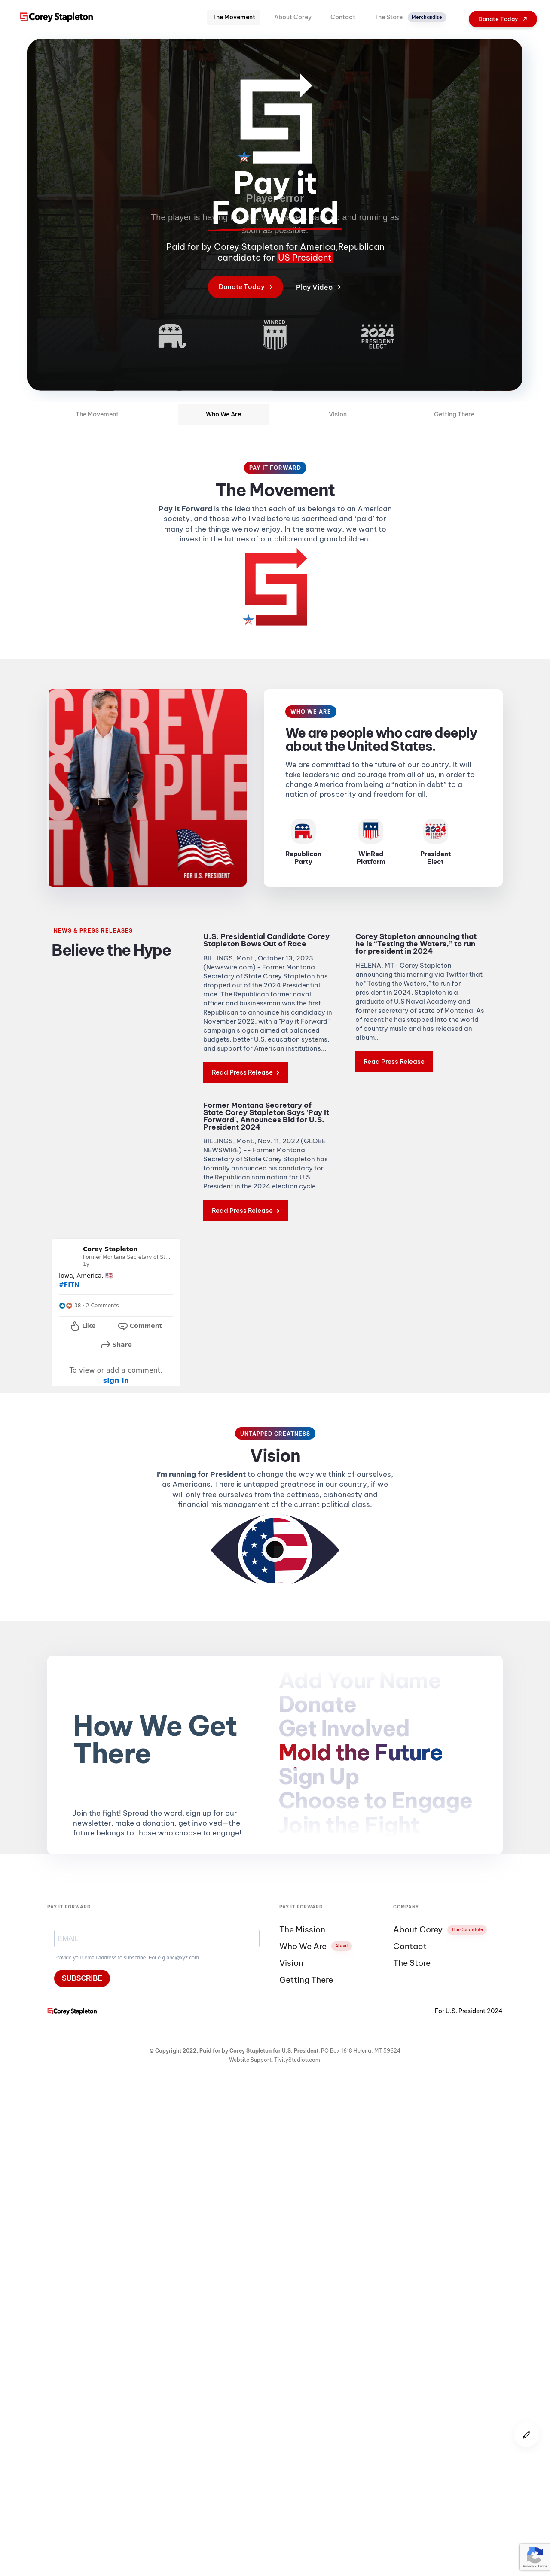 Corey Stapleton
The Movement
About Corey
Contact
The Store
Merchandise
Donate Today
Pay it
Forward
Player error
The player is having
and running as
soon as possible.
Paid for by Corey Stapleton for America,Republican
candidate for US President
Donate Today
Play Video
WINRED
2024
PRESIDENT
ELECT
The Movement
Who We Are
Vision
Getting There
PAY IT FORWARD
The Movement
Pay it Forward is the idea that each of us belongs to an American
society, and those who lived before us sacrificed and ‘paid’ for
many of the things we now enjoy. In the same way, we want to
invest in the futures of our children and grandchildren.
COREY
STAPLETON
FOR U.S. PRESIDENT
WHO WE ARE
We are people who care deeply
about the United States.
We are committed to the future of our country. It will
take leadership and courage from all of us, in order to
change America from being a “nation in debt” to a
nation of prosperity and freedom for all.
Republican
Party
WinRed
Platform
2024
PRESIDENT
ELECT
President
Elect
NEWS & PRESS RELEASES
Believe the Hype
U.S. Presidential Candidate Corey
Stapleton Bows Out of Race
BILLINGS, Mont., October 13, 2023
(Newswire.com) - Former Montana
Secretary of State Corey Stapleton has
dropped out of the 2024 Presidential
race. The Republican former naval
officer and businessman was the first
Republican to announce his candidacy in
November 2022, with a "Pay it Forward"
campaign slogan aimed at balanced
budgets, better U.S. education systems,
and support for American institutions...
Read Press Release
Corey Stapleton announcing that
he is “Testing the Waters,” to run
for president in 2024
HELENA, MT- Corey Stapleton
announcing this morning via Twitter that
he “Testing the Waters,” to run for
president in 2024. Stapleton is a
graduate of U.S Naval Academy and
former secretary of state of Montana. As
of recent he has stepped into the world
of country music and has released an
album...
Read Press Release
Former Montana Secretary of
State Corey Stapleton Says 'Pay It
Forward', Announces Bid for U.S.
President 2024
BILLINGS, Mont., Nov. 11, 2022 (GLOBE
NEWSWIRE) -- Former Montana
Secretary of State Corey Stapleton has
formally announced his candidacy for
the Republican nomination for U.S.
President in the 2024 election cycle...
Read Press Release
Corey Stapleton
Former Montana Secretary of St...
1y
Iowa, America. 🇺🇸
#FITN
38 · 2 Comments
Like
Comment
Share
To view or add a comment,
sign in
UNTAPPED GREATNESS
Vision
I’m running for President to change the way we think of ourselves,
as Americans. There is untapped greatness in our country, if we
will only free ourselves from the pettiness, dishonesty and
financial mismanagement of the current political class.
How We Get
There
Join the fight! Spread the word, sign up for our
newsletter, make a donation, get involved—the
future belongs to those who choose to engage!
Add Your Name
Donate
Get Involved
Mold the Future
Sign Up
Choose to Engage
Join the Fight
PAY IT FORWARD
EMAIL
Provide your email address to subscribe. For e.g abc@xyz.com
SUBSCRIBE
PAY IT FORWARD
The Mission
Who We Are
About
Vision
Getting There
COMPANY
About Corey
The Candidate
Contact
The Store
Corey Stapleton
For U.S. President 2024
© Copyright 2022, Paid for by Corey Stapleton for U.S. President. PO Box 1618 Helena, MT 59624
Website Support: TivityStudios.com.
Privacy - Terms